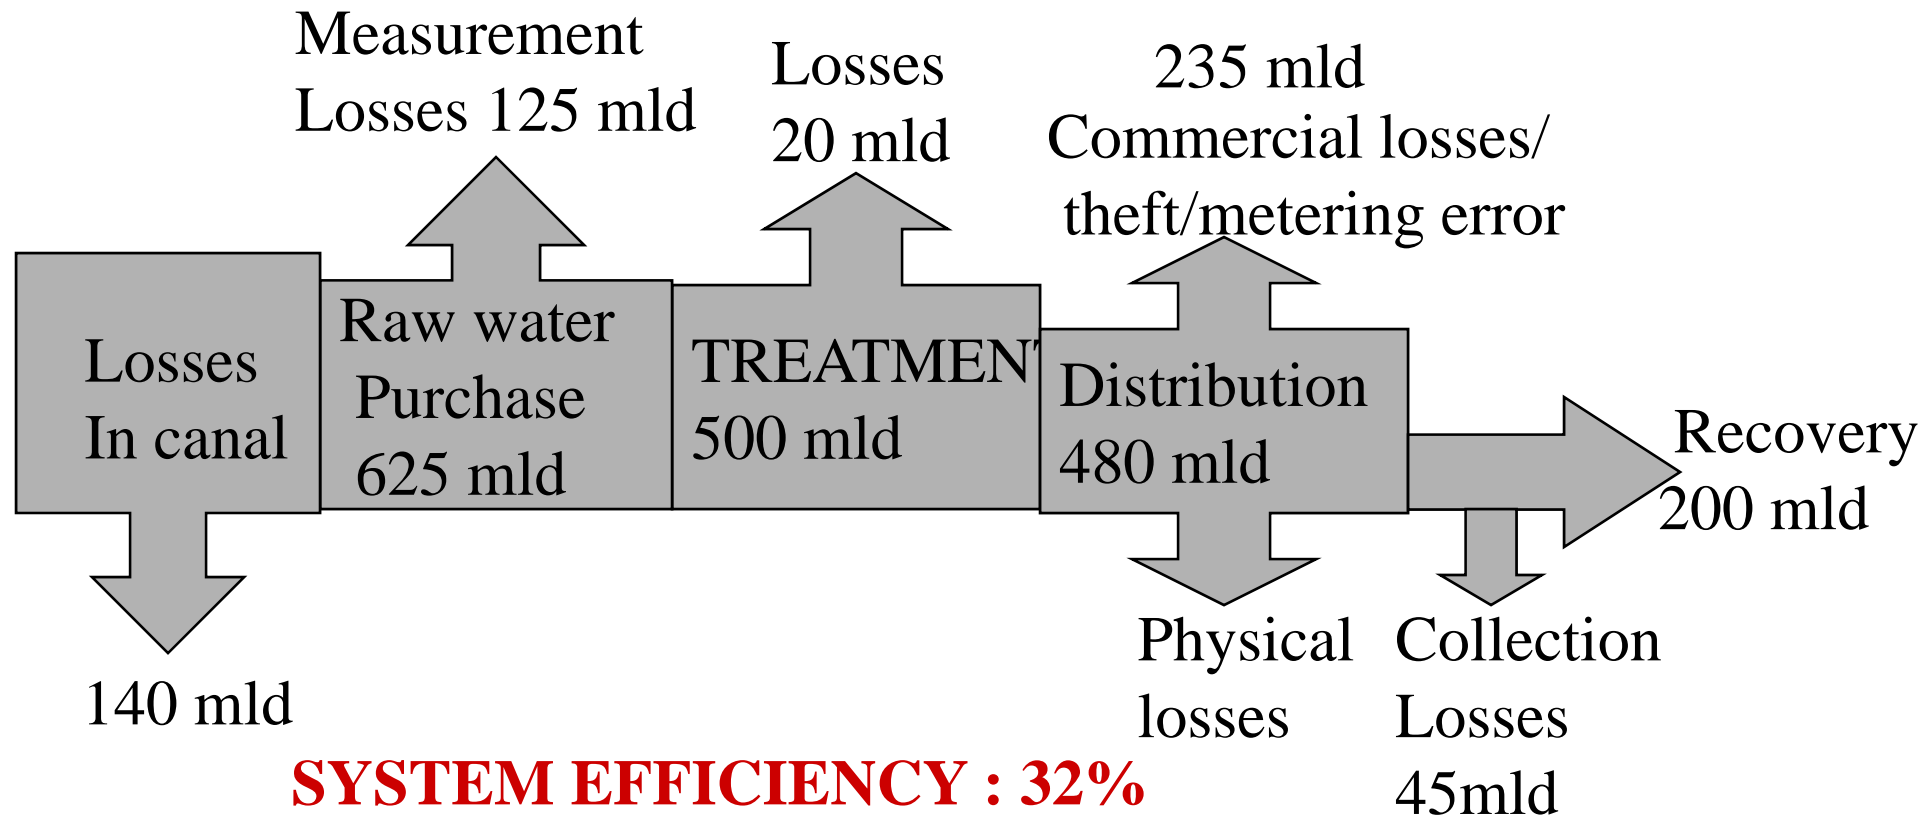 Measurement
Losses 125 mld
Losses
20 mld
235 mld
Commercial losses/
theft/metering error
Losses
In canal
Raw water
Purchase
625 mld
TREATMENT
500 mld
Distribution
480 mld
Recovery
200 mld
140 mld
Physical
losses
Collection
Losses
45mld
SYSTEM EFFICIENCY : 32%